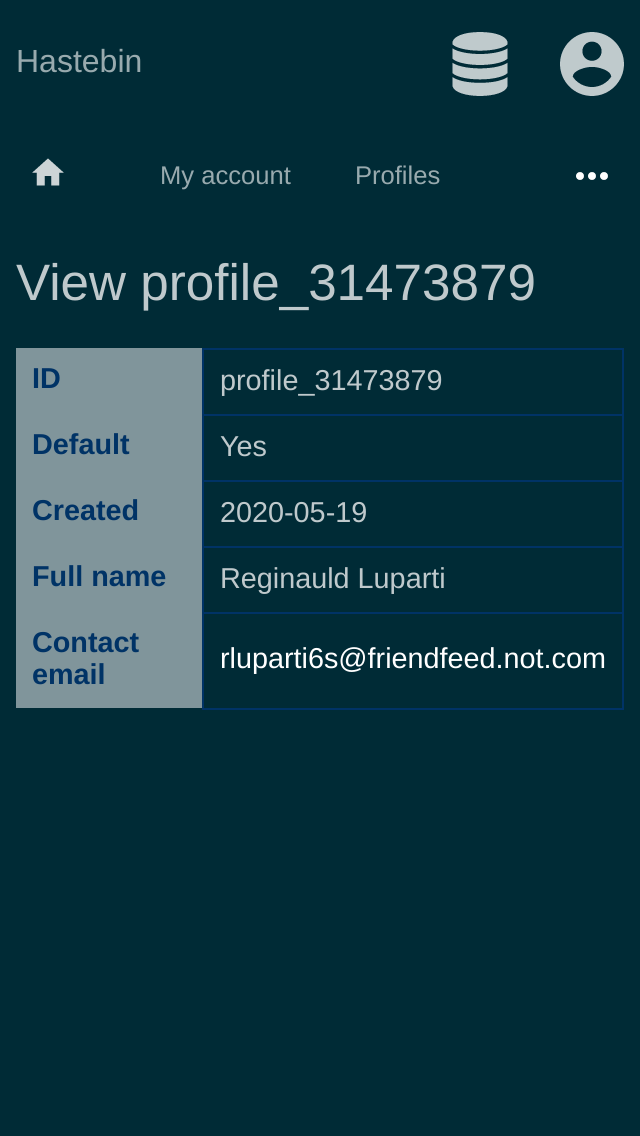 Hastebin
My account Profiles
View profile_31473879
ID profile_31473879
Default Yes
Created 2020-05-19
Full name Reginauld Luparti
Contact
email rluparti6s@friendfeed.not.com